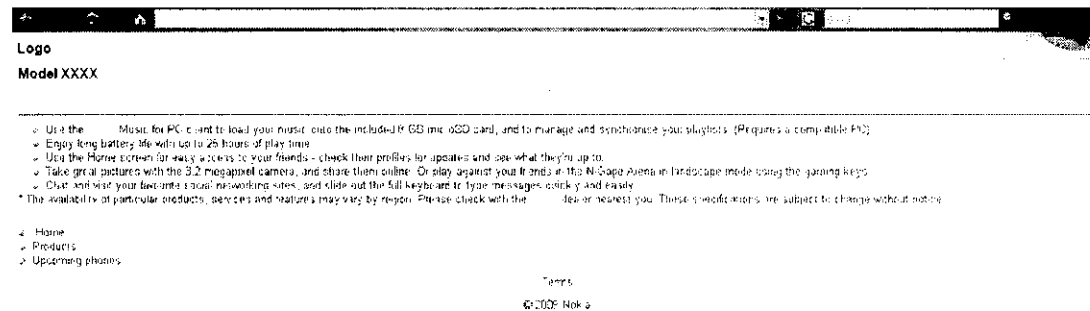 Logo
Model XXXX
Use the Music for PC client to load your music onto the included 8 GB microSD card, and to manage and synchronise your playlists. (Requires a compatible PC)
Enjoy long battery life with up to 25 hours of play time
Use the Home screen for easy access to your friends - check their profiles for updates and see what they're up to.
Take great pictures with the 3.2 megapixel camera, and share them online. Or play against your friends in the N-Gage Arena in landscape mode using the gaming keys
Chat and visit your favourite social networking sites, and slide out the full keyboard to type messages quickly and easily
* The availability of particular products, services and features may vary by region. Please check with the dealer nearest you. These specifications are subject to change without notice
Home
Products
Upcoming phones
Terms
© 2009 Nokia